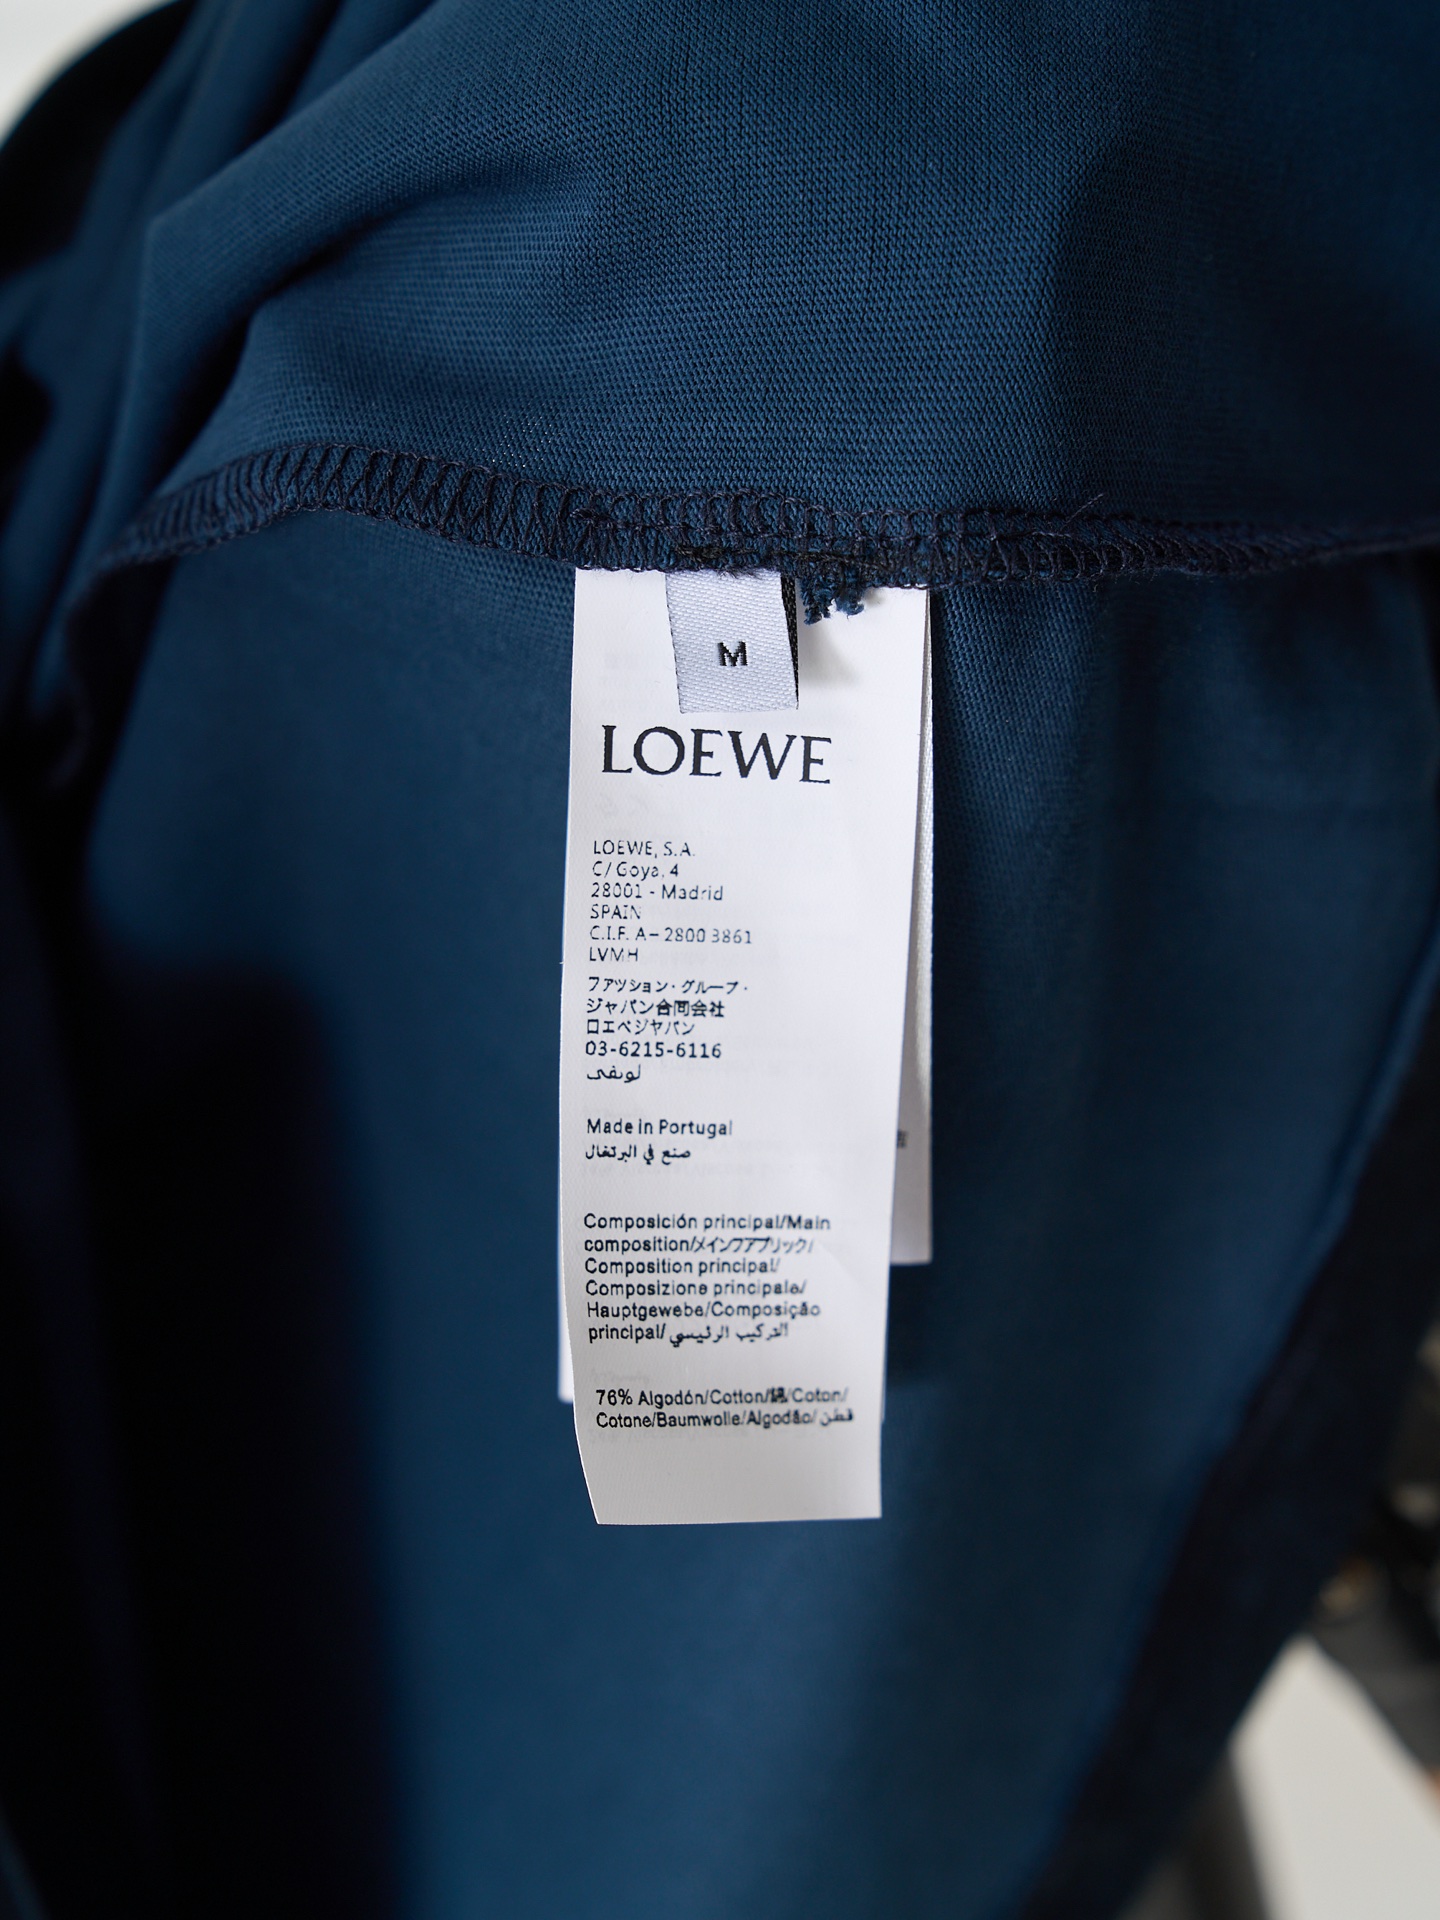 M
LOEWE
LOEWE, S.A.
C/ Goya, 4
28001 - Madrid
SPAIN
C.I.F. A-2800 3861
LVMH
ファッション・グループ・
ジャパン合同会社
ロエベジャパン
03-6215-6116
لويفي
Made in Portugal
صنع في البرتغال
Composición principal/Main
composition/メインファブリック/
Composition principal/
Composizione principale/
Hauptgewebe/Composição
principal/التركيب الرئيسي
76% Algodón/Cotton/綿/Coton/
Cotone/Baumwolle/Algodão/قطن